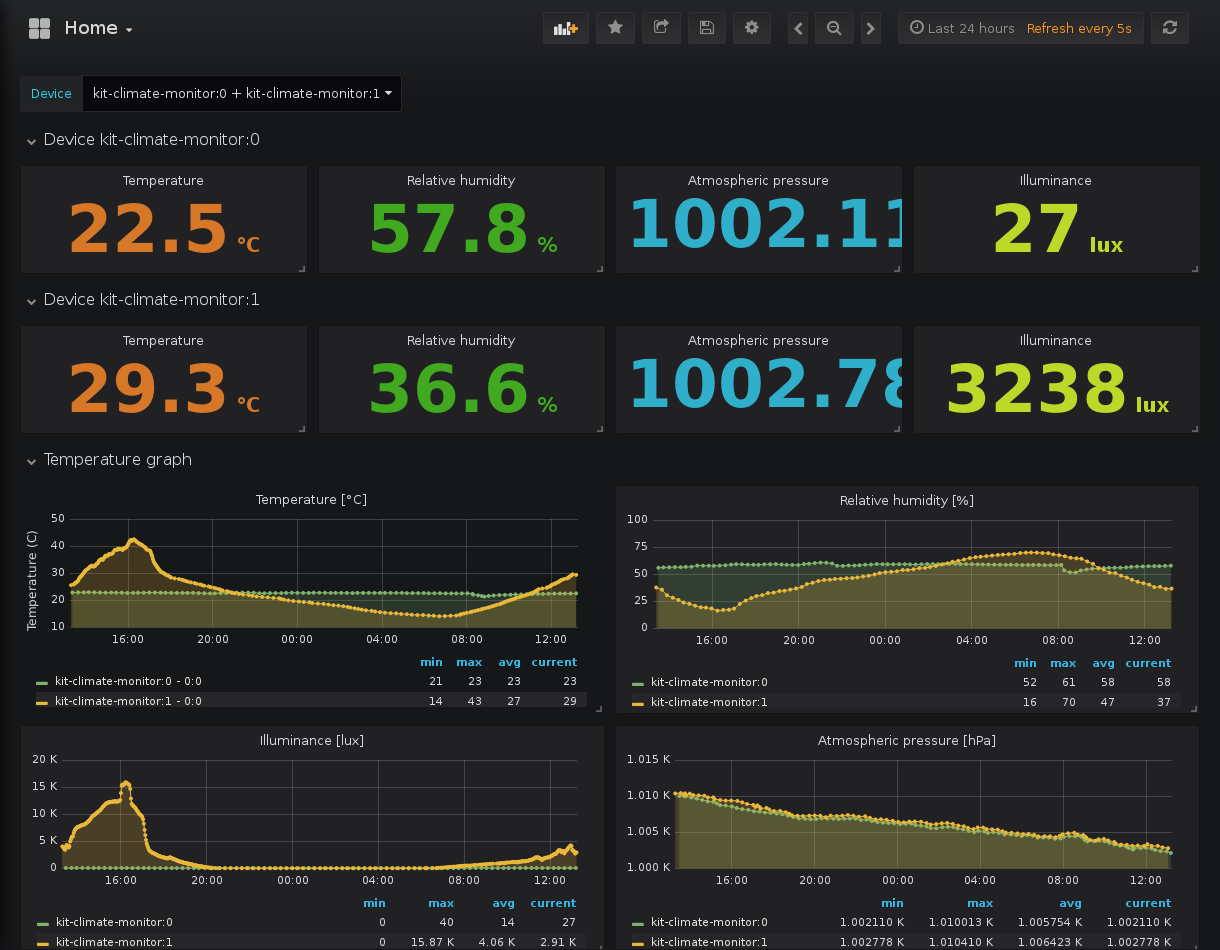 Home
Last 24 hours Refresh every 5s
Device kit-climate-monitor:0 + kit-climate-monitor:1
Device kit-climate-monitor:0
Temperature Relative humidity Atmospheric pressure Illuminance
22.5 °C 57.8 % 1002.11 27 lux
Device kit-climate-monitor:1
Temperature Relative humidity Atmospheric pressure Illuminance
29.3 °C 36.6 % 1002.78 3238 lux
Temperature graph
Temperature [°C]
Temperature (C)
50
40
30
20
10
16:00 20:00 00:00 04:00 08:00 12:00
min max avg current
kit-climate-monitor:0 - 0:0 21 23 23 23
kit-climate-monitor:1 - 0:0 14 43 27 29
Relative humidity [%]
100
75
50
25
0
16:00 20:00 00:00 04:00 08:00 12:00
min max avg current
kit-climate-monitor:0 52 61 58 58
kit-climate-monitor:1 16 70 47 37
Illuminance [lux]
20 K
15 K
10 K
5 K
0
16:00 20:00 00:00 04:00 08:00 12:00
min max avg current
kit-climate-monitor:0 0 40 14 27
kit-climate-monitor:1 0 15.87 K 4.06 K 2.91 K
Atmospheric pressure [hPa]
1.015 K
1.010 K
1.005 K
1.000 K
16:00 20:00 00:00 04:00 08:00 12:00
min max avg current
kit-climate-monitor:0 1.002110 K 1.010013 K 1.005754 K 1.002110 K
kit-climate-monitor:1 1.002778 K 1.010410 K 1.006423 K 1.002778 K